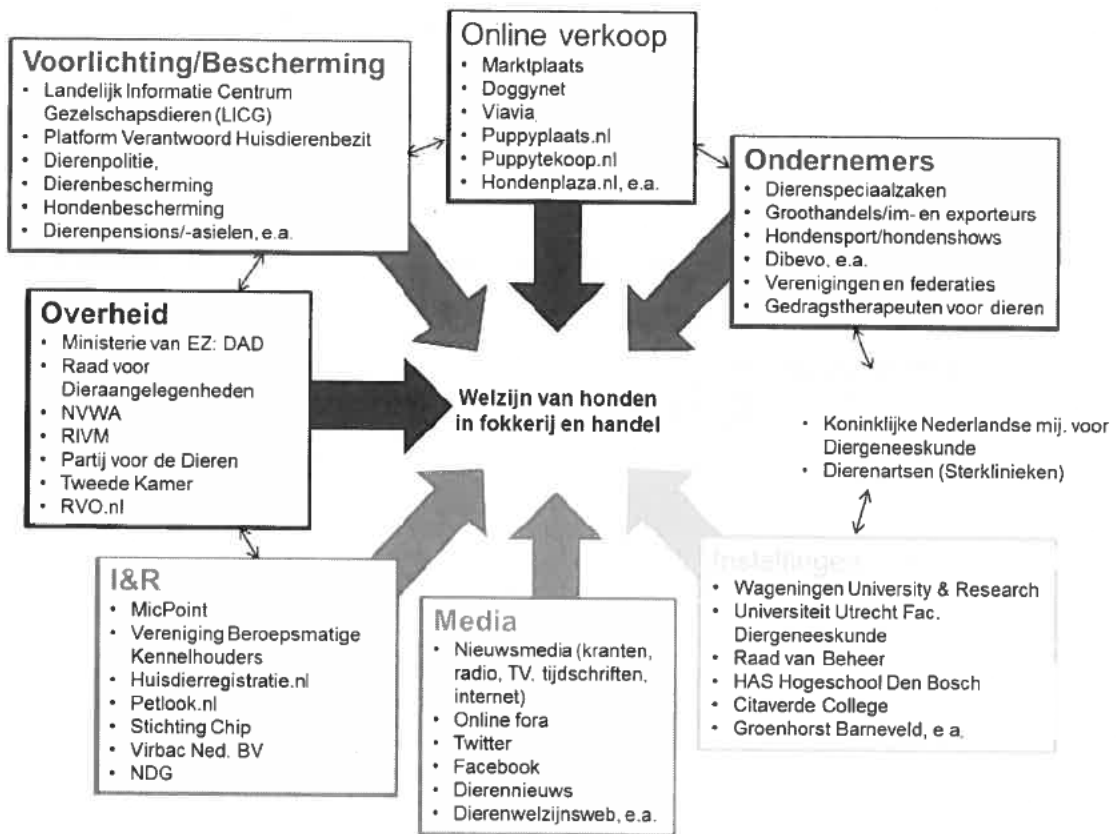 Voorlichting/Bescherming
• Landelijk Informatie Centrum
Gezelschapsdieren (LICG)
• Platform Verantwoord Huisdierenbezit
• Dierenpolitie,
• Dierenbescherming
• Hondenbescherming
• Dierenpensions/-asielen, e.a.
Online verkoop
• Marktplaats
• Doggynet
• Viavia
• Puppyplaats.nl
• Puppytekoop.nl
• Hondenplaza.nl, e.a.
Ondernemers
• Dierenspeciaalzaken
• Groothandels/im- en exporteurs
• Hondensport/hondenshows
• Dibevo, e.a.
• Verenigingen en federaties
• Gedragstherapeuten voor dieren
Overheid
• Ministerie van EZ: DAD
• Raad voor
Dieraangelegenheden
• NVWA
• RIVM
• Partij voor de Dieren
• Tweede Kamer
• RVO.nl
Welzijn van honden
in fokkerij en handel
• Koninklijke Nederlandse mij. voor
Diergeneeskunde
• Dierenartsen (Sterklinieken)
I&R
• MicPoint
• Vereniging Beroepsmatige
Kennelhouders
• Huisdierregistratie.nl
• Petlook.nl
• Stichting Chip
• Virbac Ned. BV
• NDG
Media
• Nieuwsmedia (kranten,
radio, TV, tijdschriften,
internet)
• Online fora
• Twitter
• Facebook
• Dierennieuws
• Dierenwelzijnsweb, e.a.
• Wageningen University & Research
• Universiteit Utrecht Fac.
Diergeneeskunde
• Raad van Beheer
• HAS Hogeschool Den Bosch
• Citaverde College
• Groenhorst Barneveld, e a.